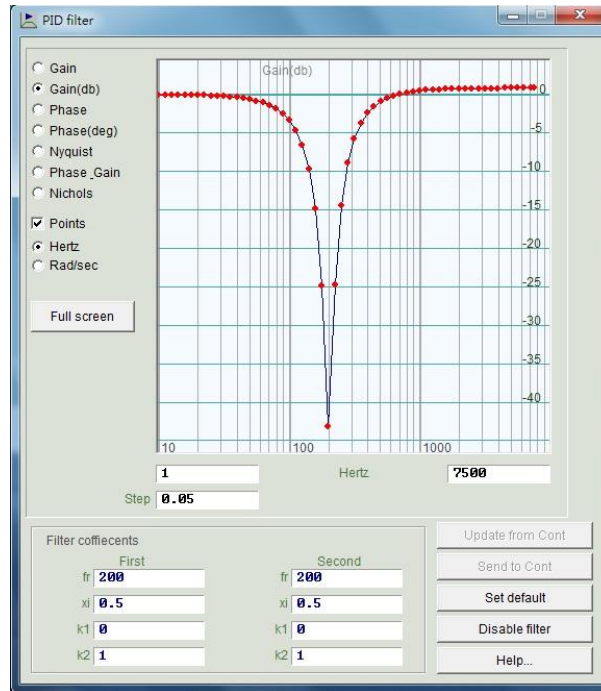 PID filter
Gain
Gain(db)
Phase
Phase(deg)
Nyquist
Phase_Gain
Nichols
Points
Hertz
Rad/sec
Full screen
Gain(db)
0
-5
-10
-15
-20
-25
-30
-35
-40
10
100
1000
1
Hertz
7500
Step
0.05
Filter coffiecents
First
Second
fr 200
fr 200
xi 0.5
xi 0.5
k1 0
k1 0
k2 1
k2 1
Update from Cont
Send to Cont
Set default
Disable filter
Help...